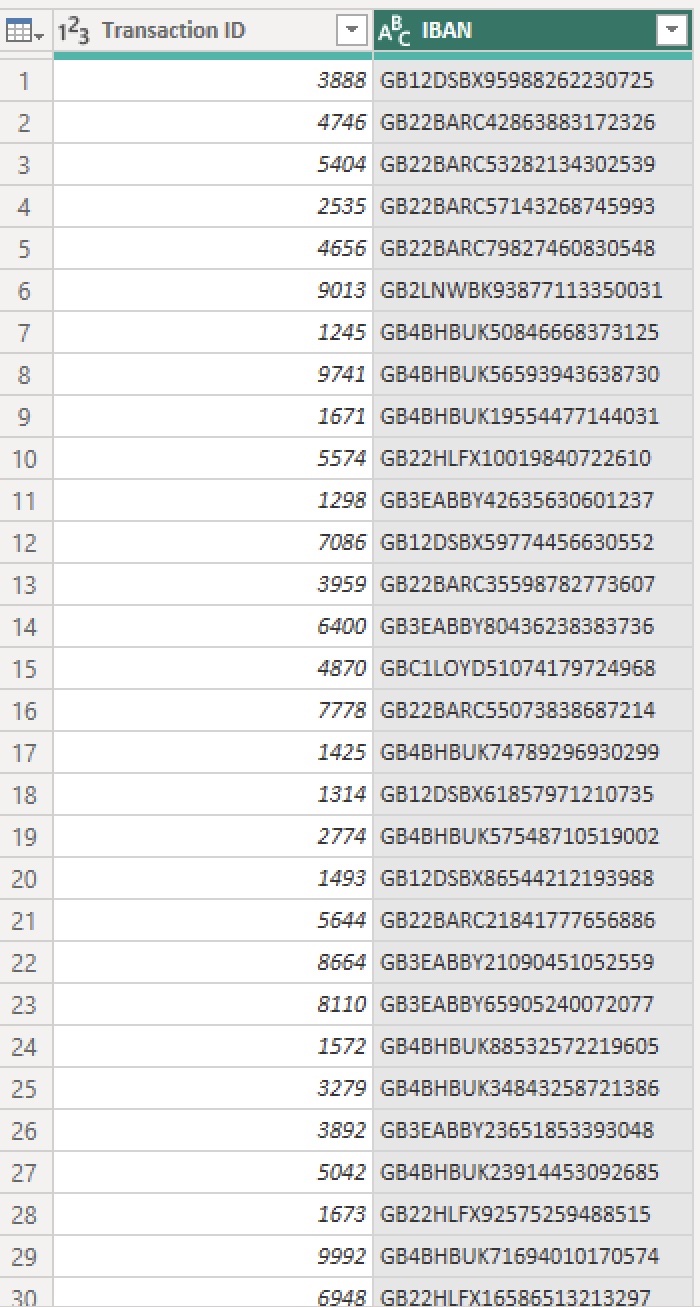 123 Transaction ID ABC IBAN
1 3888 GB12DSBX95988262230725
2 4746 GB22BARC42863883172326
3 5404 GB22BARC53282134302539
4 2535 GB22BARC57143268745993
5 4656 GB22BARC79827460830548
6 9013 GB2LNWBK93877113350031
7 1245 GB4BHBUK50846668373125
8 9741 GB4BHBUK56593943638730
9 1671 GB4BHBUK19554477144031
10 5574 GB22HLFX10019840722610
11 1298 GB3EABBY42635630601237
12 7086 GB12DSBX59774456630552
13 3959 GB22BARC35598782773607
14 6400 GB3EABBY80436238383736
15 4870 GBC1LOYD51074179724968
16 7778 GB22BARC55073838687214
17 1425 GB4BHBUK74789296930299
18 1314 GB12DSBX61857971210735
19 2774 GB4BHBUK57548710519002
20 1493 GB12DSBX86544212193988
21 5644 GB22BARC21841777656886
22 8664 GB3EABBY21090451052559
23 8110 GB3EABBY65905240072077
24 1572 GB4BHBUK88532572219605
25 3279 GB4BHBUK34843258721386
26 3892 GB3EABBY23651853393048
27 5042 GB4BHBUK23914453092685
28 1673 GB22HLFX92575259488515
29 9992 GB4BHBUK71694010170574
30 6948 GB22HLFX16586513213297